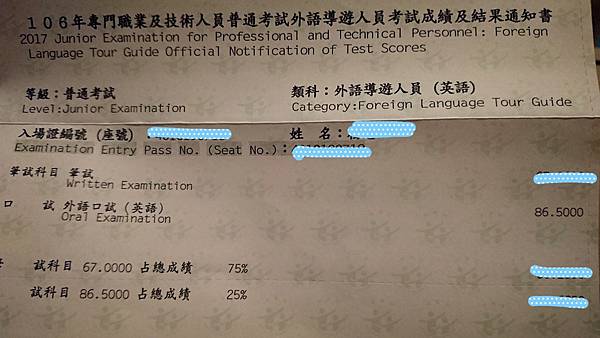 106年專門職業及技術人員普通考試外語導遊人員考試成績及結果通知書
2017 Junior Examination for Professional and Technical Personnel: Foreign
Language Tour Guide Official Notification of Test Scores
等級：普通考試 類科：外語導遊人員 (英語)
Level:Junior Examination Category:Foreign Language Tour Guide
入場證編號 (座號) 姓 名：
Examination Entry Pass No.(Seat No.)：
筆試科目 筆試
Written Examination
口 試 外語口試(英語) 86.5000
Oral Examination
試科目 67.0000 占總成績 75%
試科目 86.5000 占總成績 25%